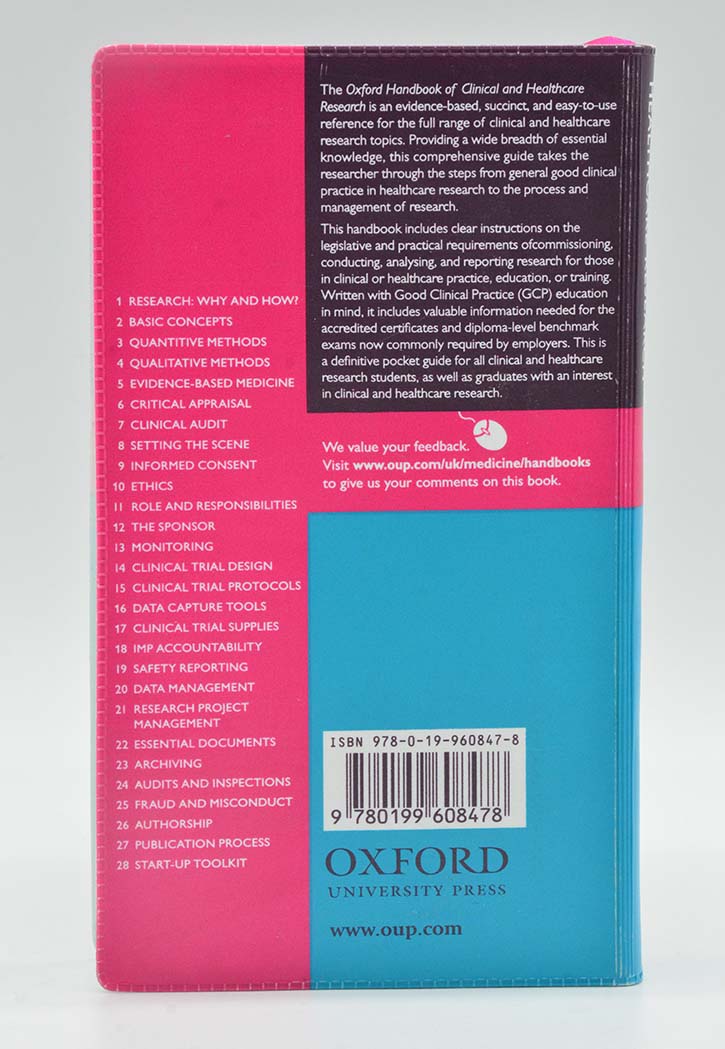 The Oxford Handbook of Clinical and Healthcare
Research is an evidence-based, succinct, and easy-to-use
reference for the full range of clinical and healthcare
research topics. Providing a wide breadth of essential
knowledge, this comprehensive guide takes the
researcher through the steps from general good clinical
practice in healthcare research to the process and
management of research.
This handbook includes clear instructions on the
legislative and practical requirements ofcommissioning,
conducting, analysing, and reporting research for those
in clinical or healthcare practice, education, or training.
Written with Good Clinical Practice (GCP) education
in mind, it includes valuable information needed for the
accredited certificates and diploma-level benchmark
exams now commonly required by employers. This is
a definitive pocket guide for all clinical and healthcare
research students, as well as graduates with an interest
in clinical and healthcare research.
1 RESEARCH: WHY AND HOW?
2 BASIC CONCEPTS
3 QUANTITIVE METHODS
4 QUALITATIVE METHODS
5 EVIDENCE-BASED MEDICINE
6 CRITICAL APPRAISAL
7 CLINICAL AUDIT
8 SETTING THE SCENE
9 INFORMED CONSENT
10 ETHICS
11 ROLE AND RESPONSIBILITIES
12 THE SPONSOR
13 MONITORING
14 CLINICAL TRIAL DESIGN
15 CLINICAL TRIAL PROTOCOLS
16 DATA CAPTURE TOOLS
17 CLINICAL TRIAL SUPPLIES
18 IMP ACCOUNTABILITY
19 SAFETY REPORTING
20 DATA MANAGEMENT
21 RESEARCH PROJECT
MANAGEMENT
22 ESSENTIAL DOCUMENTS
23 ARCHIVING
24 AUDITS AND INSPECTIONS
25 FRAUD AND MISCONDUCT
26 AUTHORSHIP
27 PUBLICATION PROCESS
28 START-UP TOOLKIT
We value your feedback.
Visit www.oup.com/uk/medicine/handbooks
to give us your comments on this book.
ISBN 978-0-19-960847-8
9 780199 608478
OXFORD
UNIVERSITY PRESS
www.oup.com